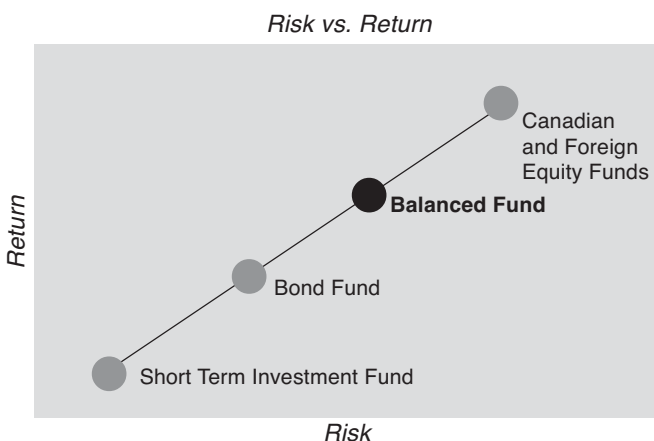 Risk vs. Return
Canadian
and Foreign
Equity Funds
Balanced Fund
Return
Bond Fund
Short Term Investment Fund
Risk